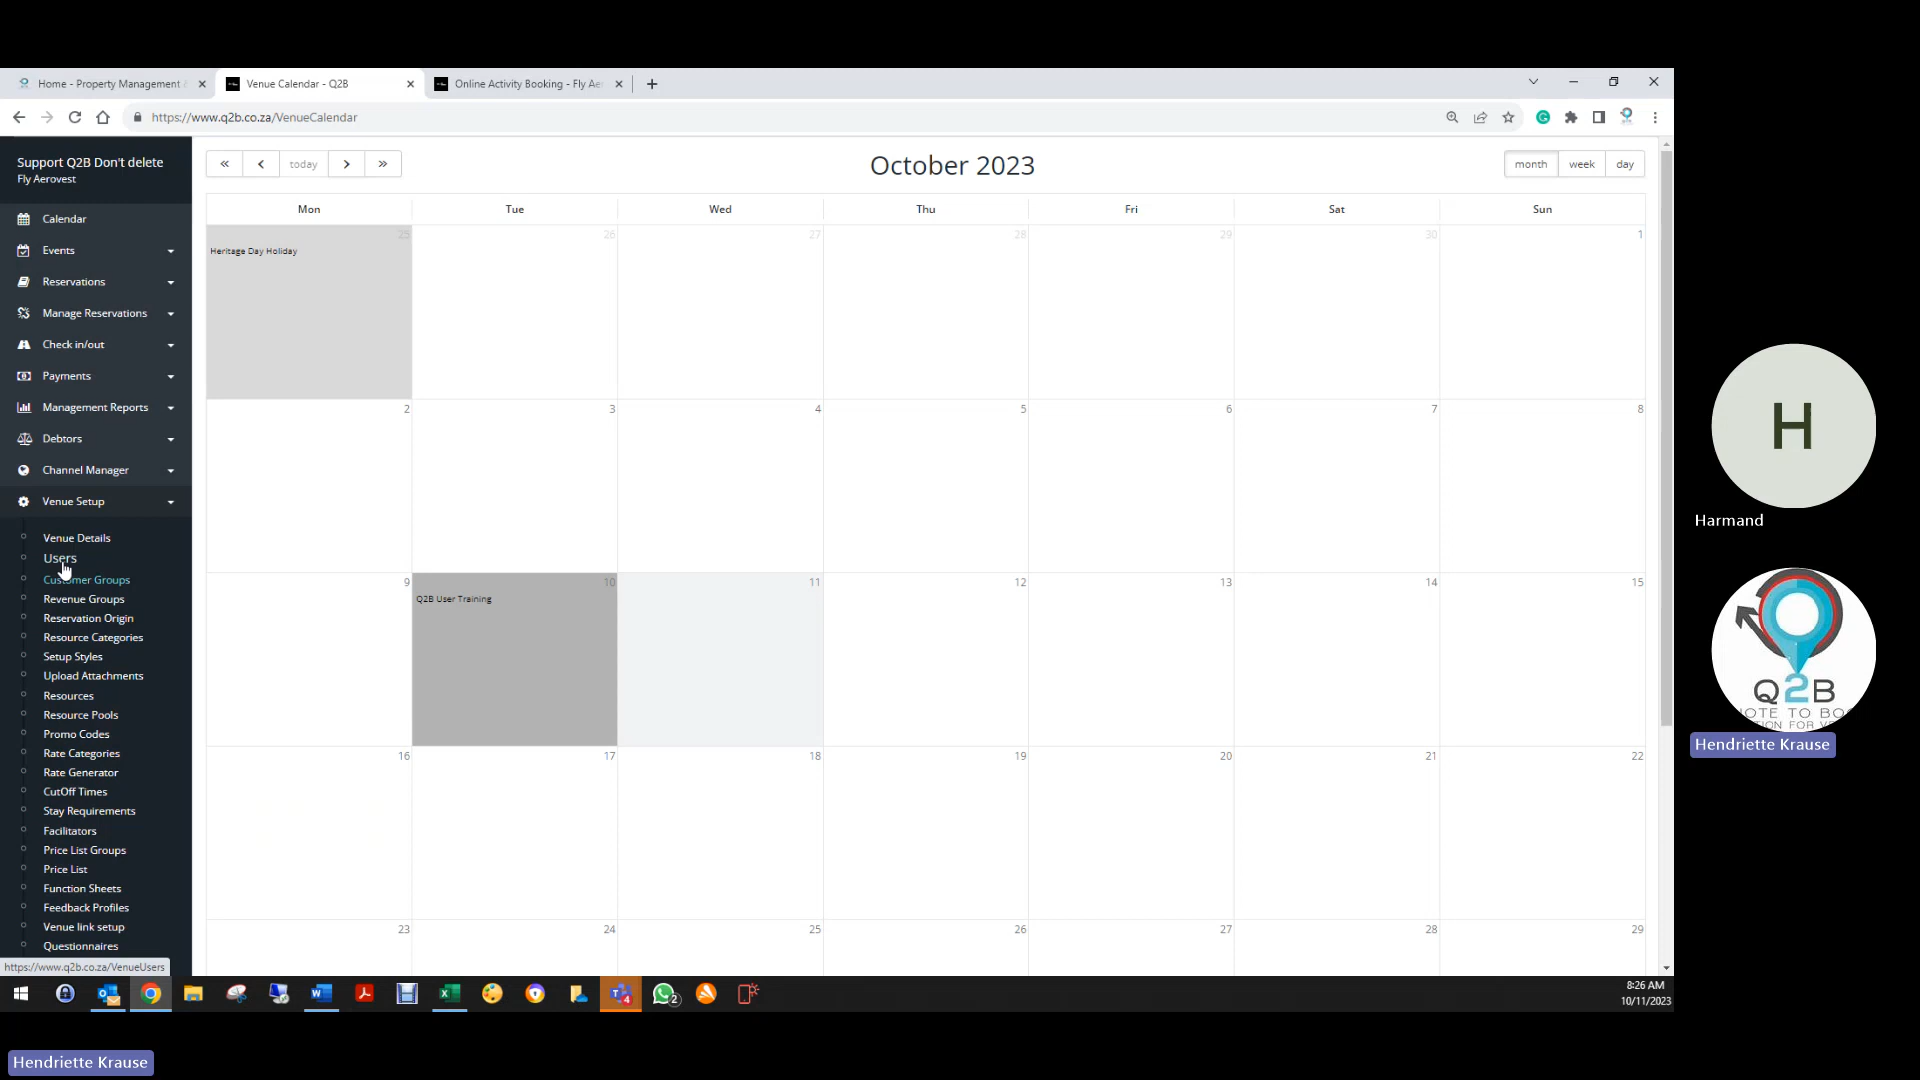 Home - Property Management
Venue Calendar - Q2B
Online Activity Booking - Fly Ae
https://www.q2b.co.za/VenueCalendar
Support Q2B Don't delete
Fly Aerovest
Calendar
Events
Reservations
Manage Reservations
Check in/out
Payments
Management Reports
Debtors
Channel Manager
Venue Setup
Venue Details
Users
Customer Groups
Revenue Groups
Reservation Origin
Resource Categories
Setup Styles
Upload Attachments
Resources
Resource Pools
Promo Codes
Rate Categories
Rate Generator
CutOff Times
Stay Requirements
Facilitators
Price List Groups
Price List
Function Sheets
Feedback Profiles
Venue link setup
Questionnaires
https://www.q2b.co.za/VenueUsers
« ‹ today › »
October 2023
month week day
Mon Tue Wed Thu Fri Sat Sun
25 26 27 28 29 30 1
Heritage Day Holiday
2 3 4 5 6 7 8
9 10 11 12 13 14 15
Q2B User Training
16 17 18 19 20 21 22
23 24 25 26 27 28 29
4
2
8:26 AM
10/11/2023
H
Harmand
Q2B
Hendriette Krause
Hendriette Krause